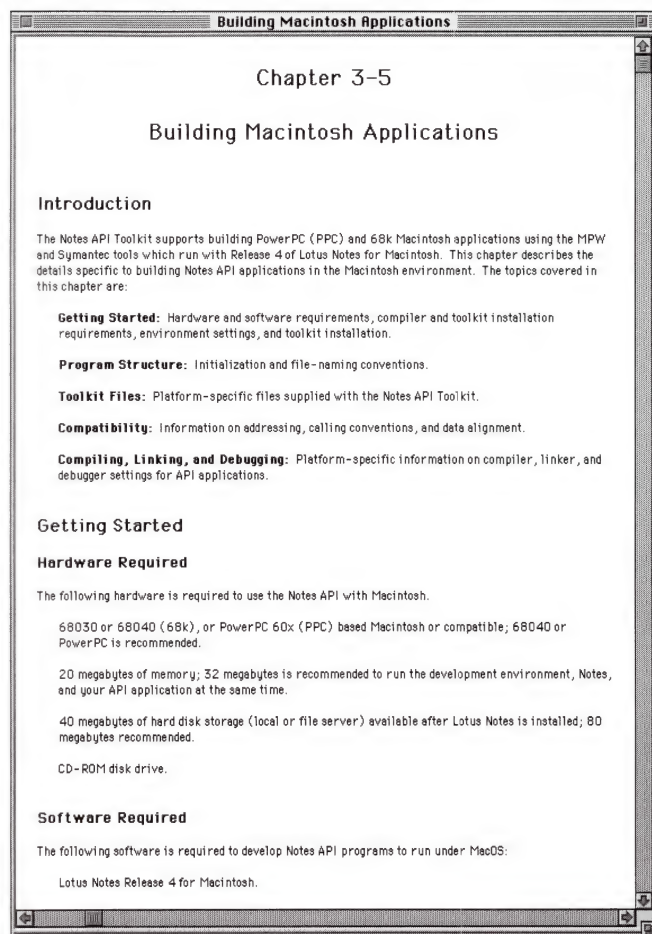 Building Macintosh Applications
Chapter 3-5
Building Macintosh Applications
Introduction
The Notes API Toolkit supports building PowerPC (PPC) and 68k Macintosh applications using the MPW
and Symantec tools which run with Release 4 of Lotus Notes for Macintosh. This chapter describes the
details specific to building Notes API applications in the Macintosh environment. The topics covered in
this chapter are:
Getting Started: Hardware and software requirements, compiler and toolkit installation
requirements, environment settings, and toolkit installation.
Program Structure: Initialization and file-naming conventions.
Toolkit Files: Platform-specific files supplied with the Notes API Toolkit.
Compatibility: Information on addressing, calling conventions, and data alignment.
Compiling, Linking, and Debugging: Platform-specific information on compiler, linker, and
debugger settings for API applications.
Getting Started
Hardware Required
The following hardware is required to use the Notes API with Macintosh.
68030 or 68040 (68k), or PowerPC 60x (PPC) based Macintosh or compatible; 68040 or
PowerPC is recommended.
20 megabytes of memory; 32 megabytes is recommended to run the development environment, Notes,
and your API application at the same time.
40 megabytes of hard disk storage (local or file server) available after Lotus Notes is installed; 80
megabytes recommended.
CD-ROM disk drive.
Software Required
The following software is required to develop Notes API programs to run under MacOS:
Lotus Notes Release 4 for Macintosh.